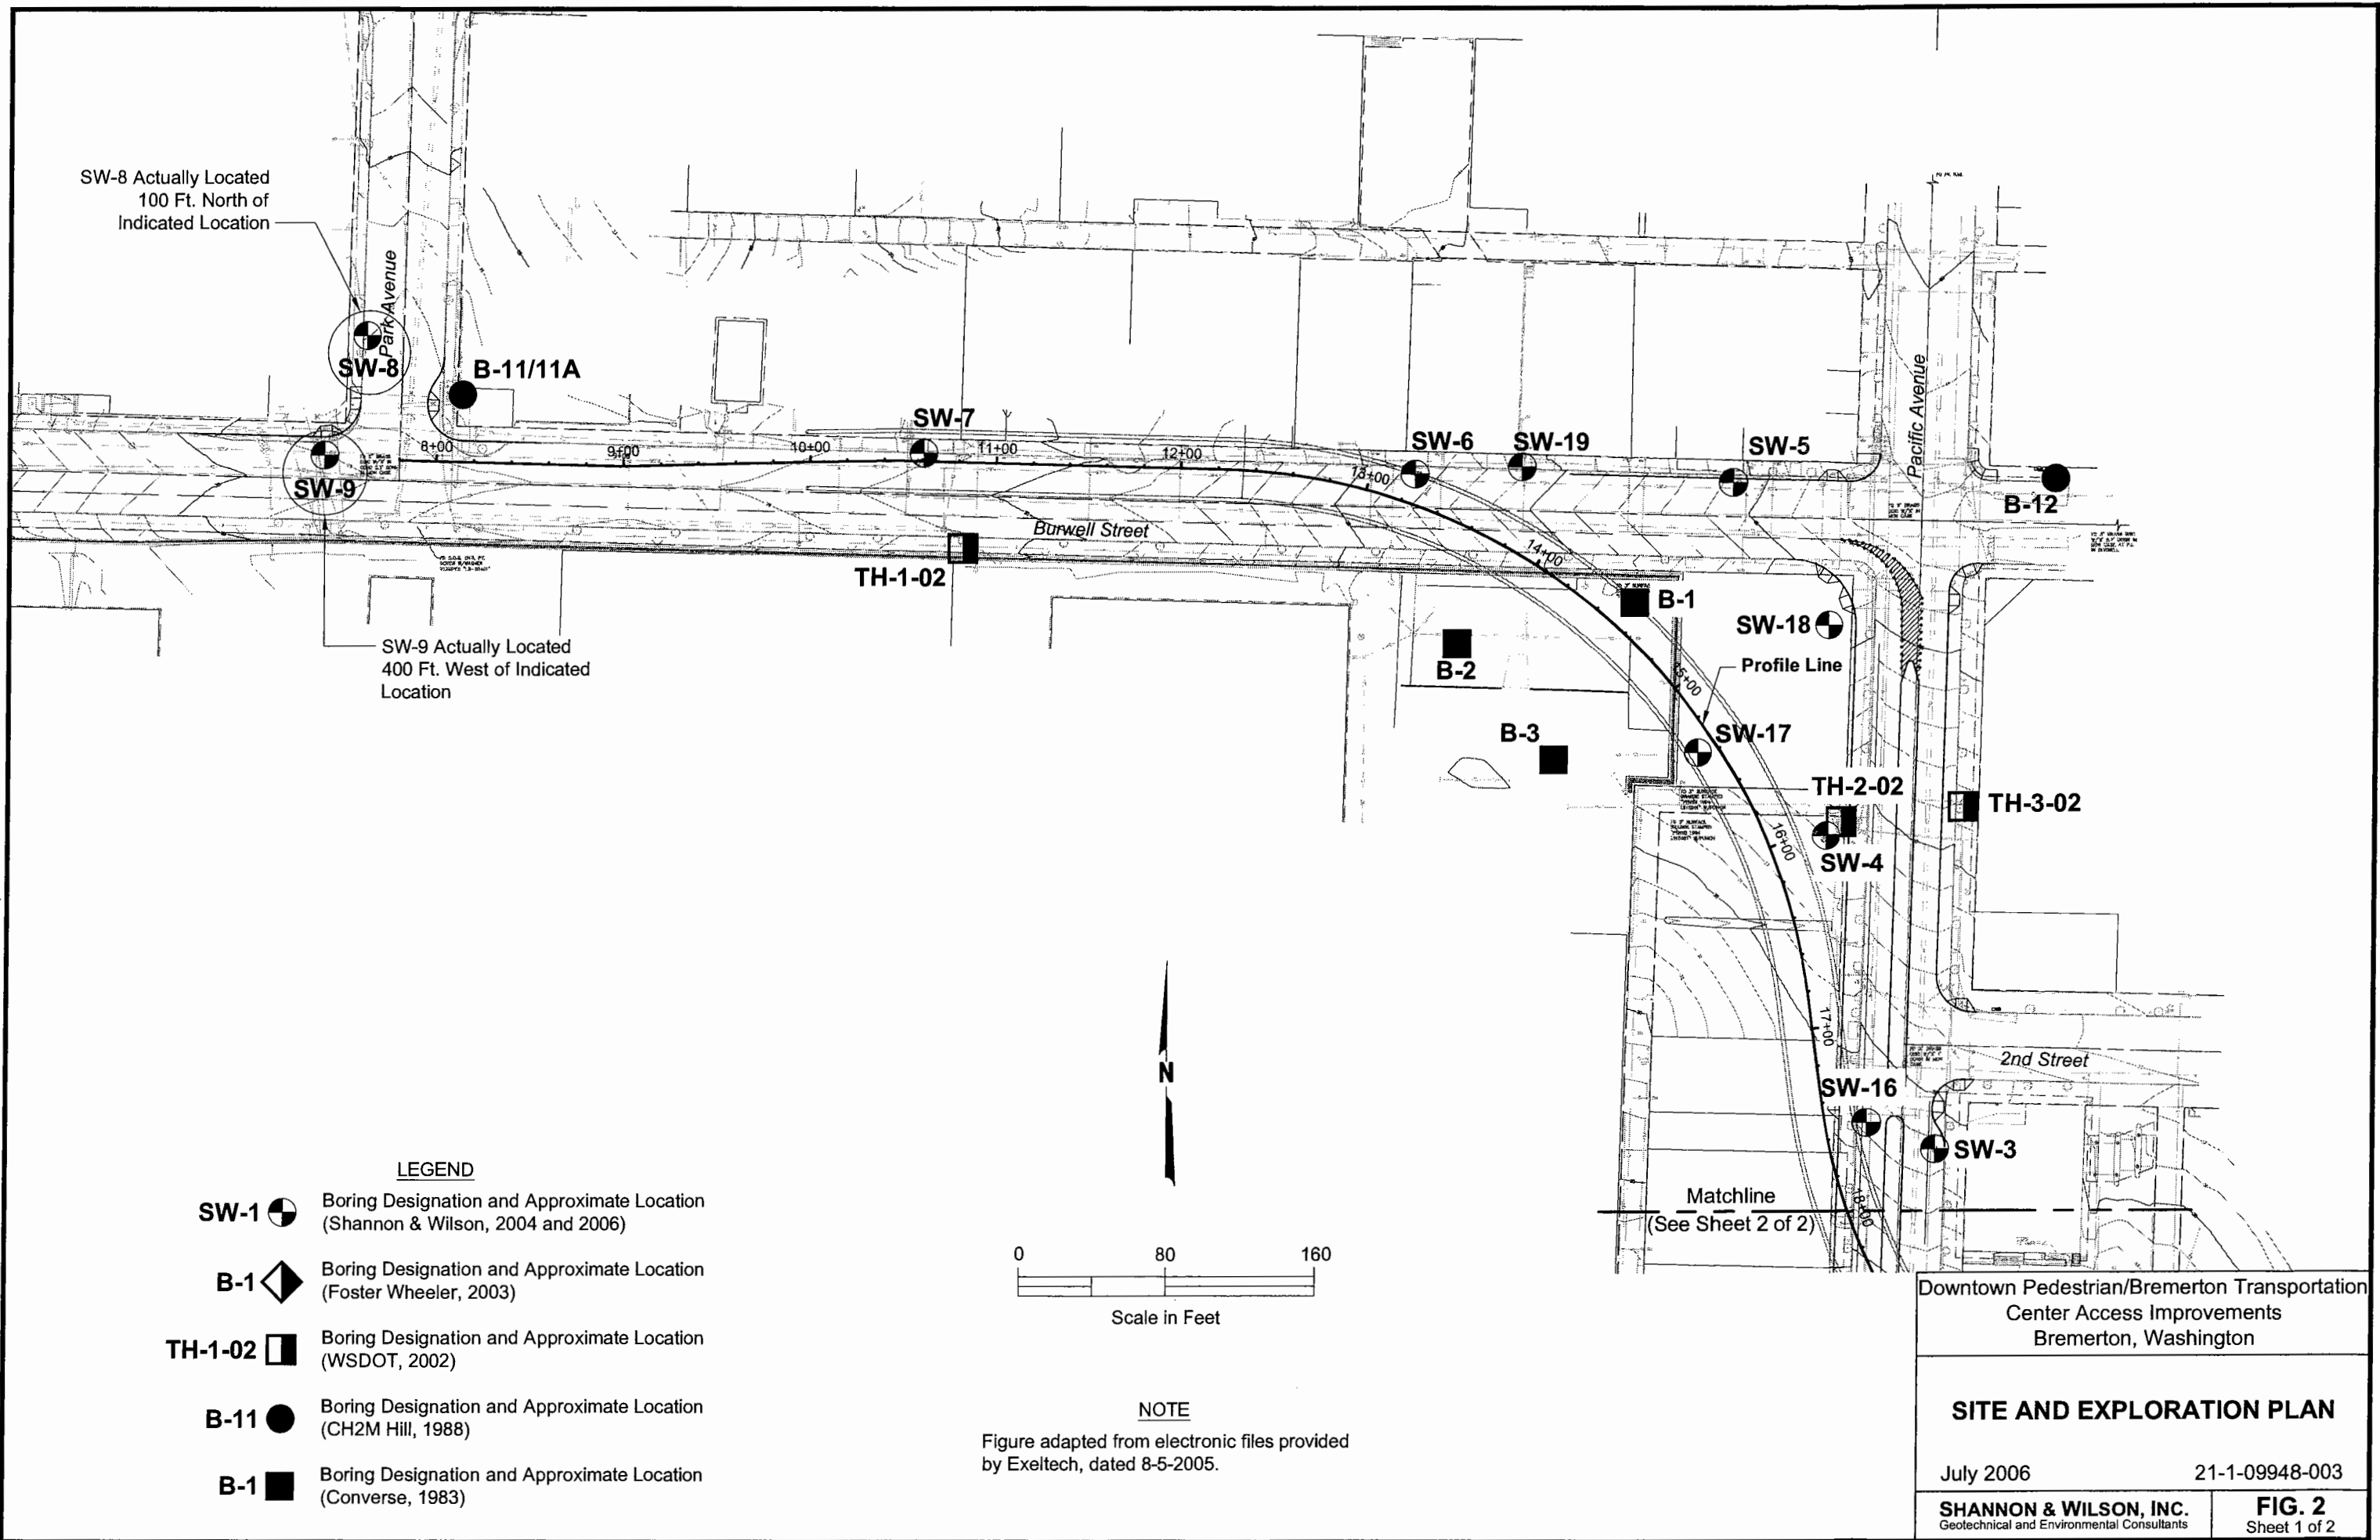 SW-8 Actually Located
100 Ft. North of
Indicated Location
Park Avenue
SW-8
B-11/11A
SW-9
8+00
9+00
10+00
SW-7
11+00
12+00
SW-6
13+00
SW-19
SW-5
Pacific Avenue
B-12
Burwell Street
TH-1-02
14+00
B-1
SW-18
B-2
Profile Line
15+00
SW-9 Actually Located
400 Ft. West of Indicated
Location
B-3
SW-17
TH-2-02
TH-3-02
16+00
SW-4
17+00
2nd Street
SW-16
SW-3
Matchline
(See Sheet 2 of 2)
18+00
N
LEGEND
SW-1 Boring Designation and Approximate Location
(Shannon & Wilson, 2004 and 2006)
B-1 Boring Designation and Approximate Location
(Foster Wheeler, 2003)
TH-1-02 Boring Designation and Approximate Location
(WSDOT, 2002)
B-11 Boring Designation and Approximate Location
(CH2M Hill, 1988)
B-1 Boring Designation and Approximate Location
(Converse, 1983)
0 80 160
Scale in Feet
NOTE
Figure adapted from electronic files provided
by Exeltech, dated 8-5-2005.
Downtown Pedestrian/Bremerton Transportation
Center Access Improvements
Bremerton, Washington
SITE AND EXPLORATION PLAN
July 2006 21-1-09948-003
SHANNON & WILSON, INC.
Geotechnical and Environmental Consultants
FIG. 2
Sheet 1 of 2